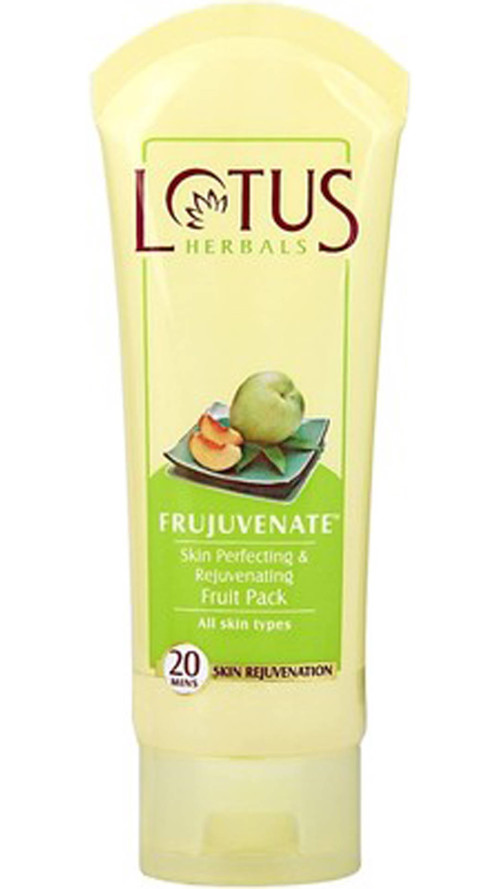 LOTUS
HERBALS
FRUJUVENATE™
Skin Perfecting &
Rejuvenating
Fruit Pack
All skin types
20
MINS
SKIN REJUVENATION